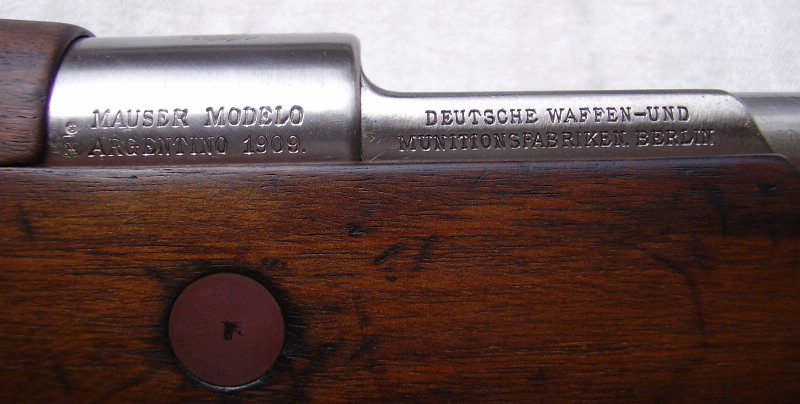 MAUSER MODELO
ARGENTINO 1909.
DEUTSCHE WAFFEN-UND
MUNITIONSFABRIKEN. BERLIN